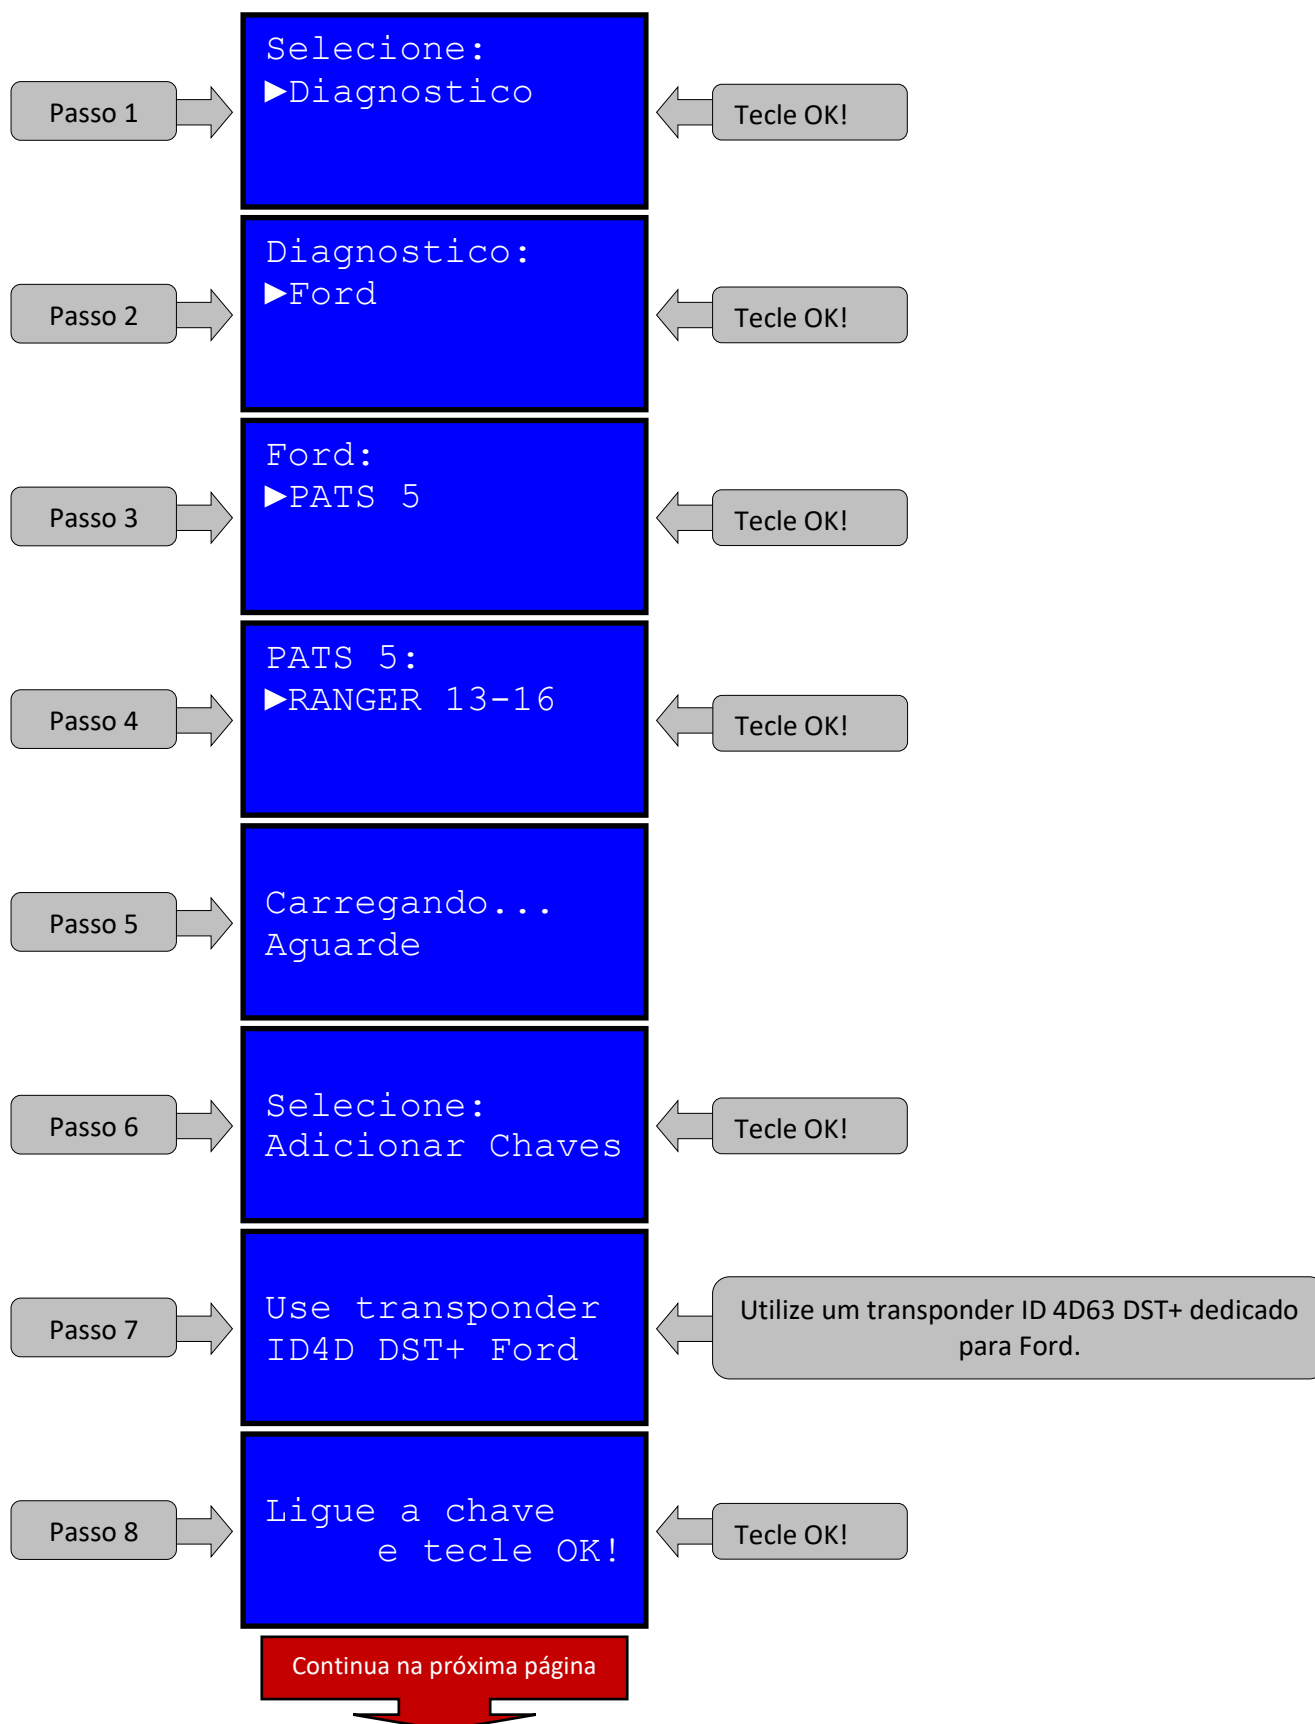 Selecione:
►Diagnostico
Passo 1
Tecle OK!
Diagnostico:
►Ford
Passo 2
Tecle OK!
Ford:
►PATS 5
Passo 3
Tecle OK!
PATS 5:
►RANGER 13-16
Passo 4
Tecle OK!
Passo 5
Carregando...
Aguarde
Passo 6
Selecione:
Adicionar Chaves
Tecle OK!
Passo 7
Use transponder
ID4D DST+ Ford
Utilize um transponder ID 4D63 DST+ dedicado
para Ford.
Passo 8
Ligue a chave
e tecle OK!
Tecle OK!
Continua na próxima página